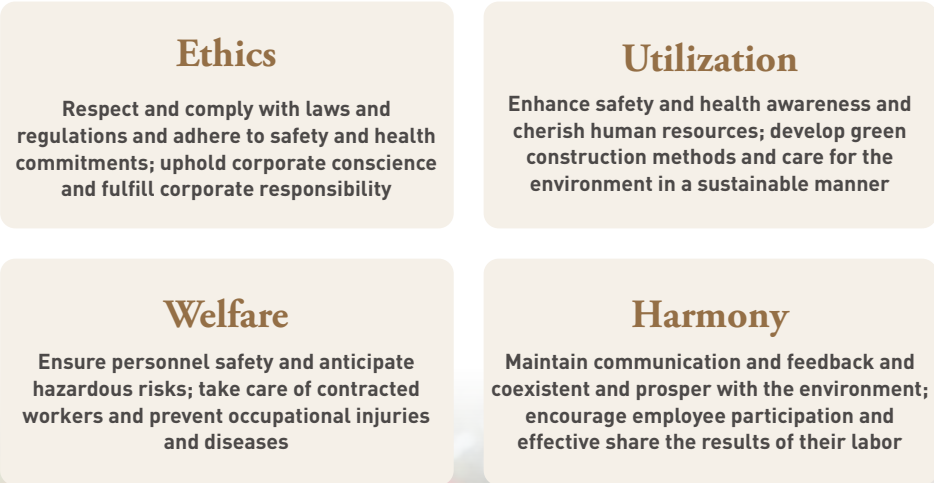 Ethics
Respect and comply with laws and
regulations and adhere to safety and health
commitments; uphold corporate conscience
and fulfill corporate responsibility
Utilization
Enhance safety and health awareness and
cherish human resources; develop green
construction methods and care for the
environment in a sustainable manner
Welfare
Ensure personnel safety and anticipate
hazardous risks; take care of contracted
workers and prevent occupational injuries
and diseases
Harmony
Maintain communication and feedback and
coexistent and prosper with the environment;
encourage employee participation and
effective share the results of their labor